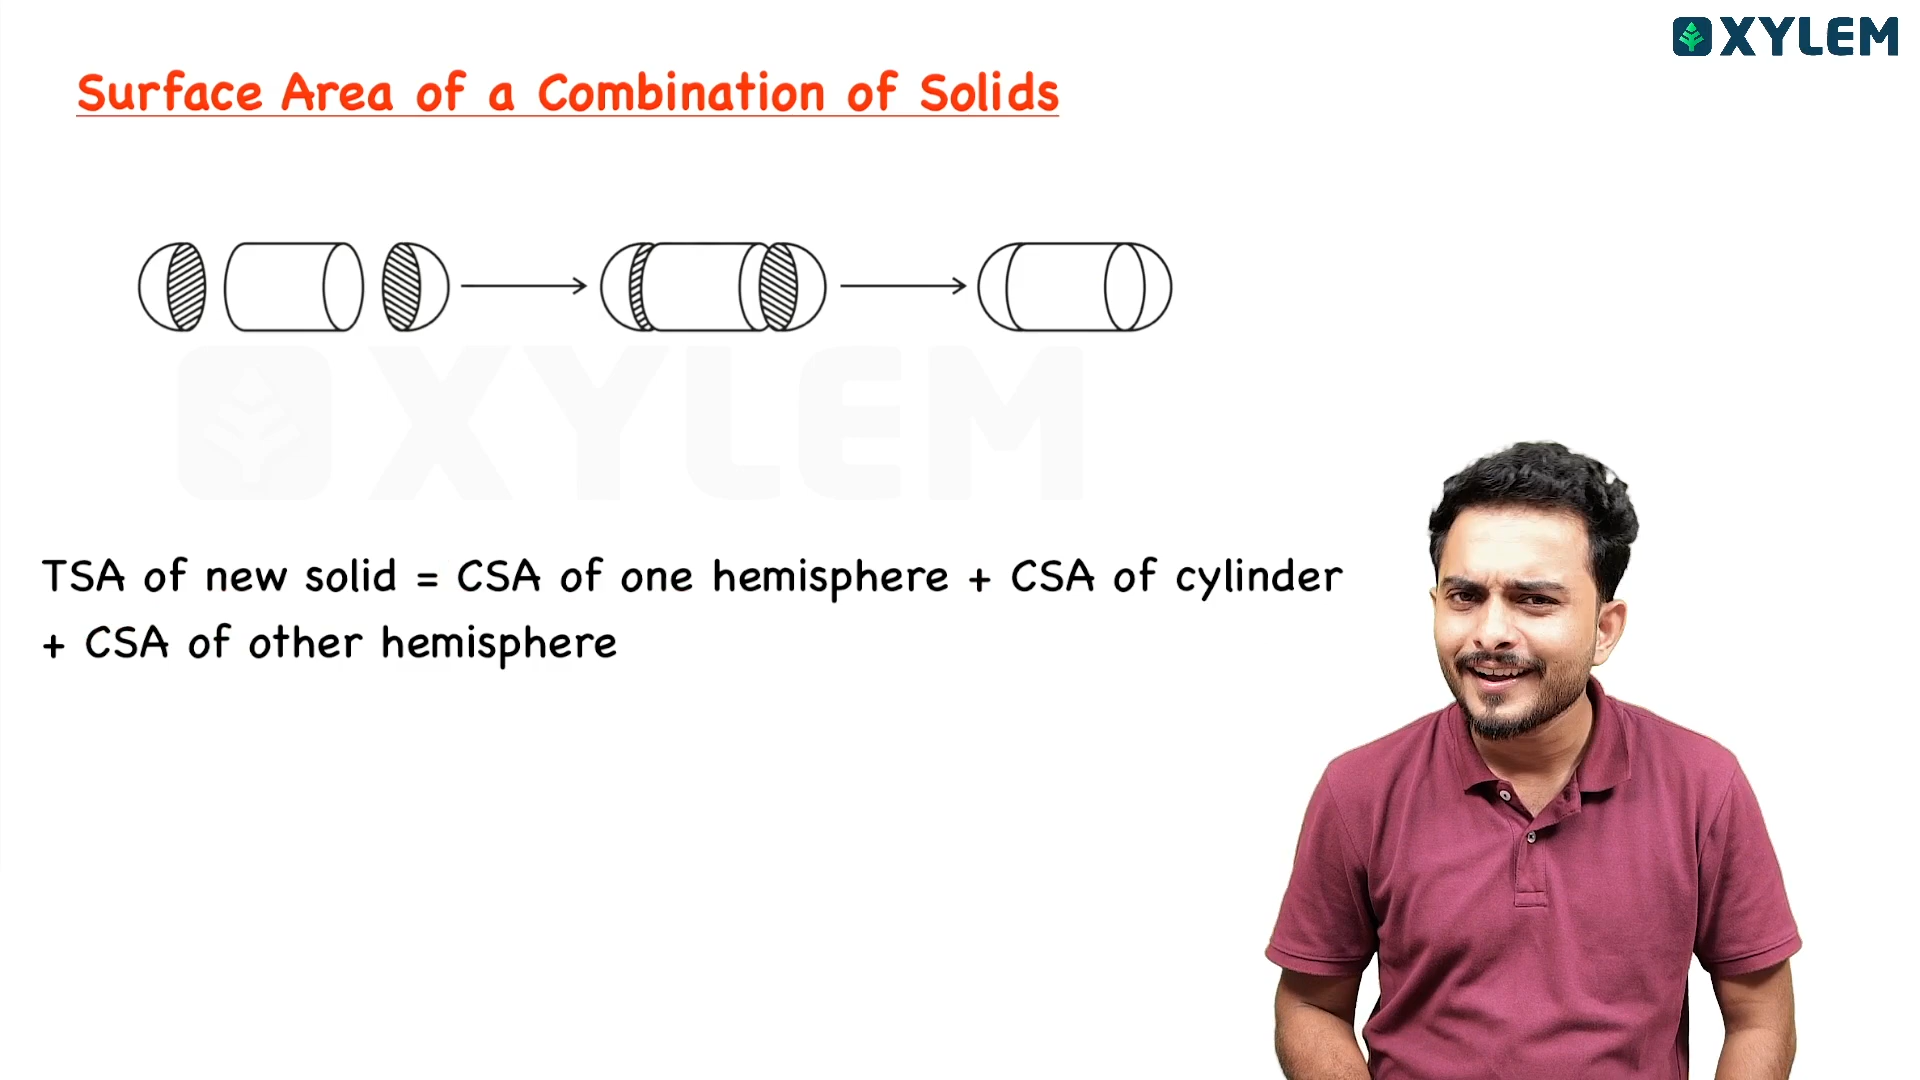 XYLEM
Surface Area of a Combination of Solids
XYLEM
TSA of new solid = CSA of one hemisphere + CSA of cylinder
+ CSA of other hemisphere